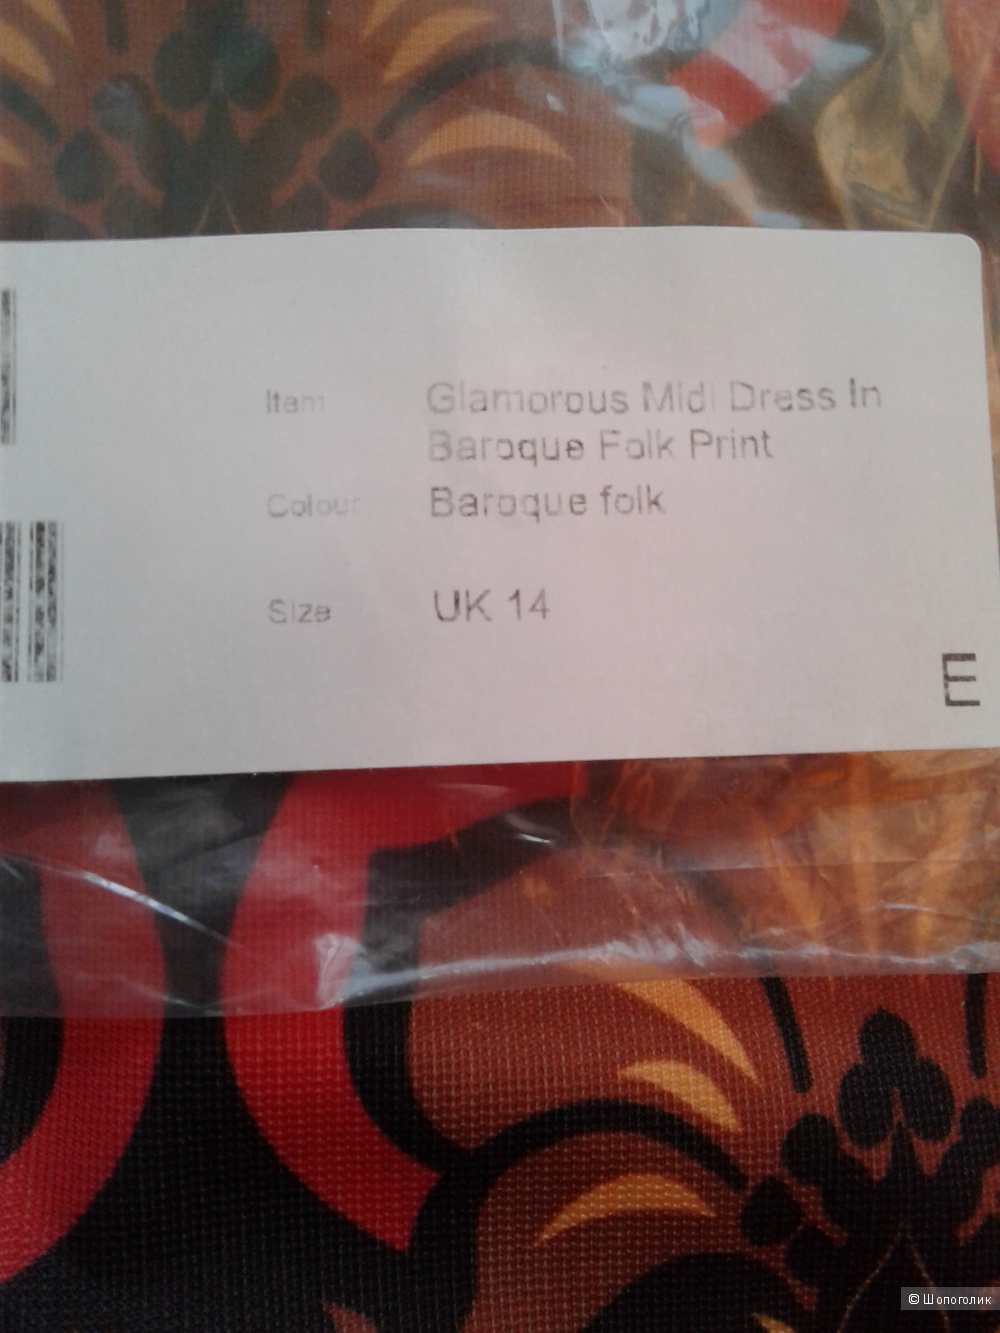 Item Glamorous Midi Dress In
Baroque Folk Print
Colour Baroque folk
Size UK 14
E
© Шопоголик